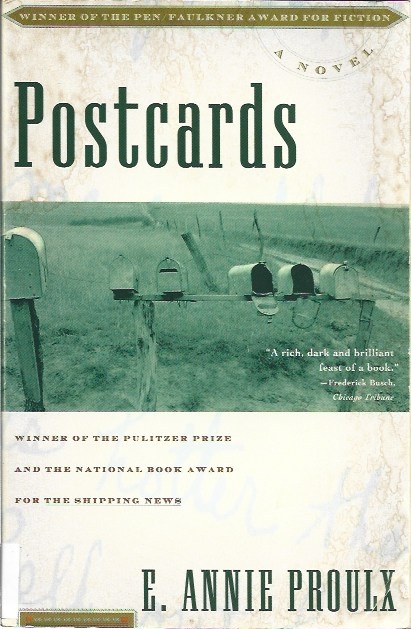 WINNER OF THE PEN/FAULKNER AWARD FOR FICTION
A NOVEL
Postcards
"A rich, dark and brilliant
feast of a book."
—Frederick Busch,
Chicago Tribune
WINNER OF THE PULITZER PRIZE
AND THE NATIONAL BOOK AWARD
FOR THE SHIPPING NEWS
E. ANNIE PROULX